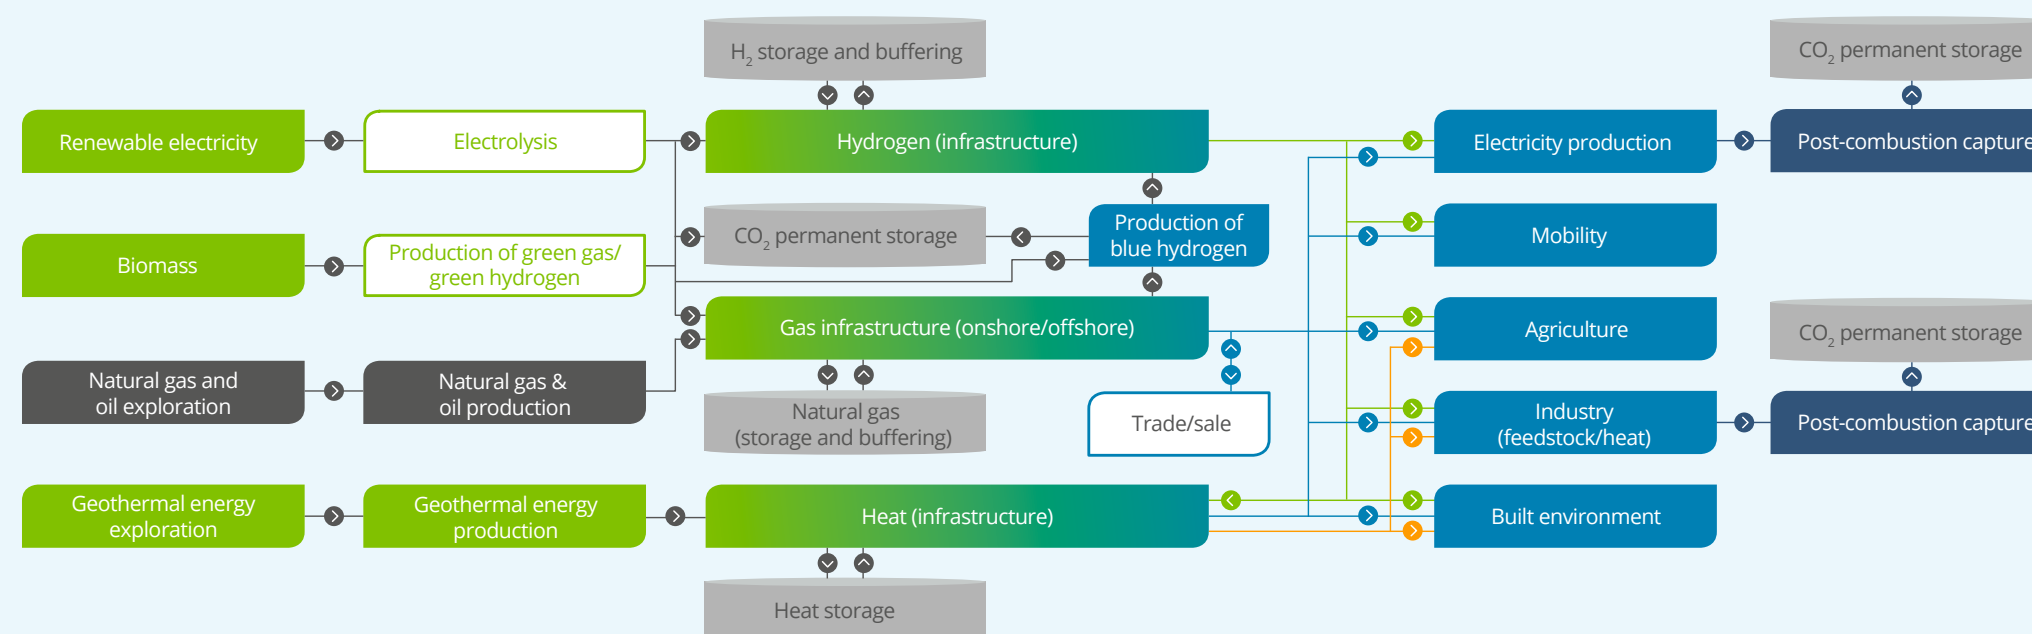 H2 storage and buffering
CO2 permanent storage
Renewable electricity
Electrolysis
Hydrogen (infrastructure)
Electricity production
Post-combustion capture
Biomass
Production of green gas/
green hydrogen
CO2 permanent storage
Production of
blue hydrogen
Mobility
Natural gas and
oil exploration
Natural gas &
oil production
Gas infrastructure (onshore/offshore)
Agriculture
CO2 permanent storage
Natural gas
(storage and buffering)
Trade/sale
Industry
(feedstock/heat)
Post-combustion capture
Geothermal energy
exploration
Geothermal energy
production
Heat (infrastructure)
Built environment
Heat storage